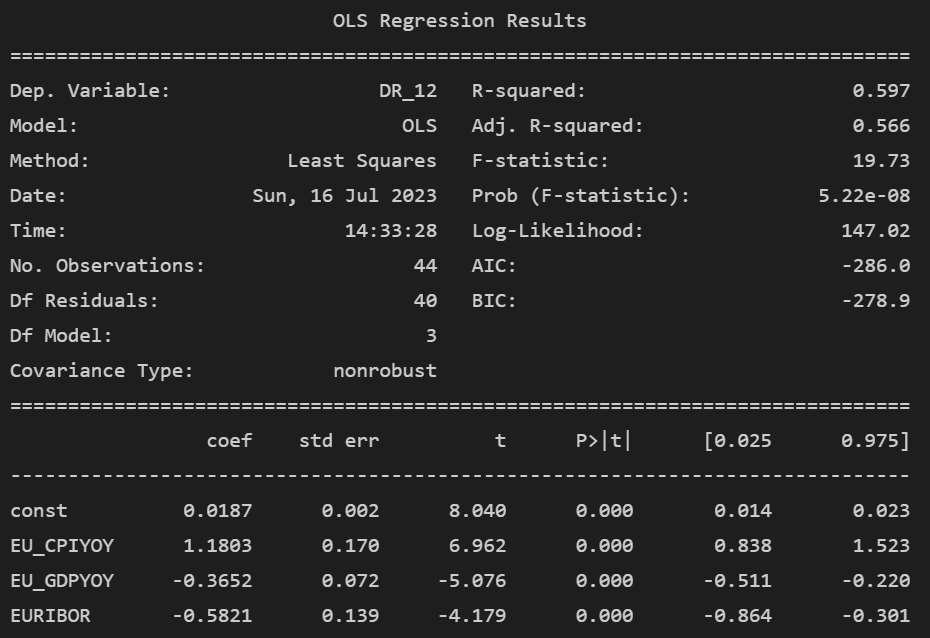 OLS Regression Results
==============================================================================
Dep. Variable: DR_12 R-squared: 0.597
Model: OLS Adj. R-squared: 0.566
Method: Least Squares F-statistic: 19.73
Date: Sun, 16 Jul 2023 Prob (F-statistic): 5.22e-08
Time: 14:33:28 Log-Likelihood: 147.02
No. Observations: 44 AIC: -286.0
Df Residuals: 40 BIC: -278.9
Df Model: 3
Covariance Type: nonrobust
==============================================================================
coef std err t P>|t| [0.025 0.975]
------------------------------------------------------------------------------
const 0.0187 0.002 8.040 0.000 0.014 0.023
EU_CPIYOY 1.1803 0.170 6.962 0.000 0.838 1.523
EU_GDPYOY -0.3652 0.072 -5.076 0.000 -0.511 -0.220
EURIBOR -0.5821 0.139 -4.179 0.000 -0.864 -0.301